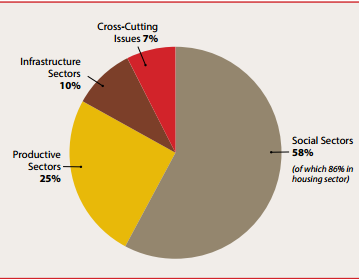 Cross-Cutting
Issues 7%
Infrastructure
Sectors
10%
Productive
Sectors
25%
Social Sectors
58%
(of which 86% in
housing sector)